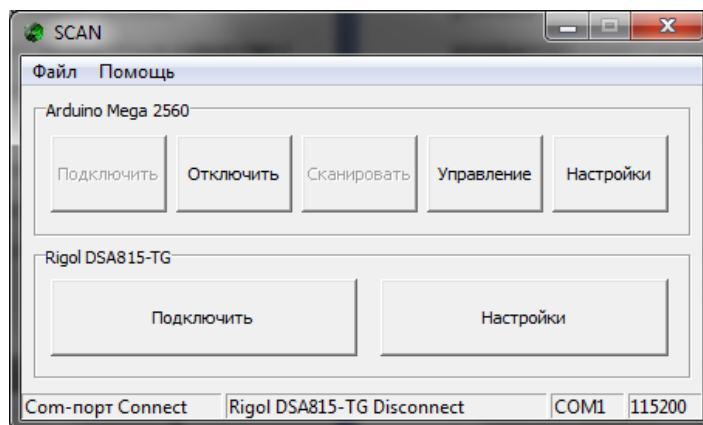 SCAN
Файл Помощь
Arduino Mega 2560
Подключить Отключить Сканировать Управление Настройки
Rigol DSA815-TG
Подключить Настройки
Com-порт Connect Rigol DSA815-TG Disconnect COM1 115200